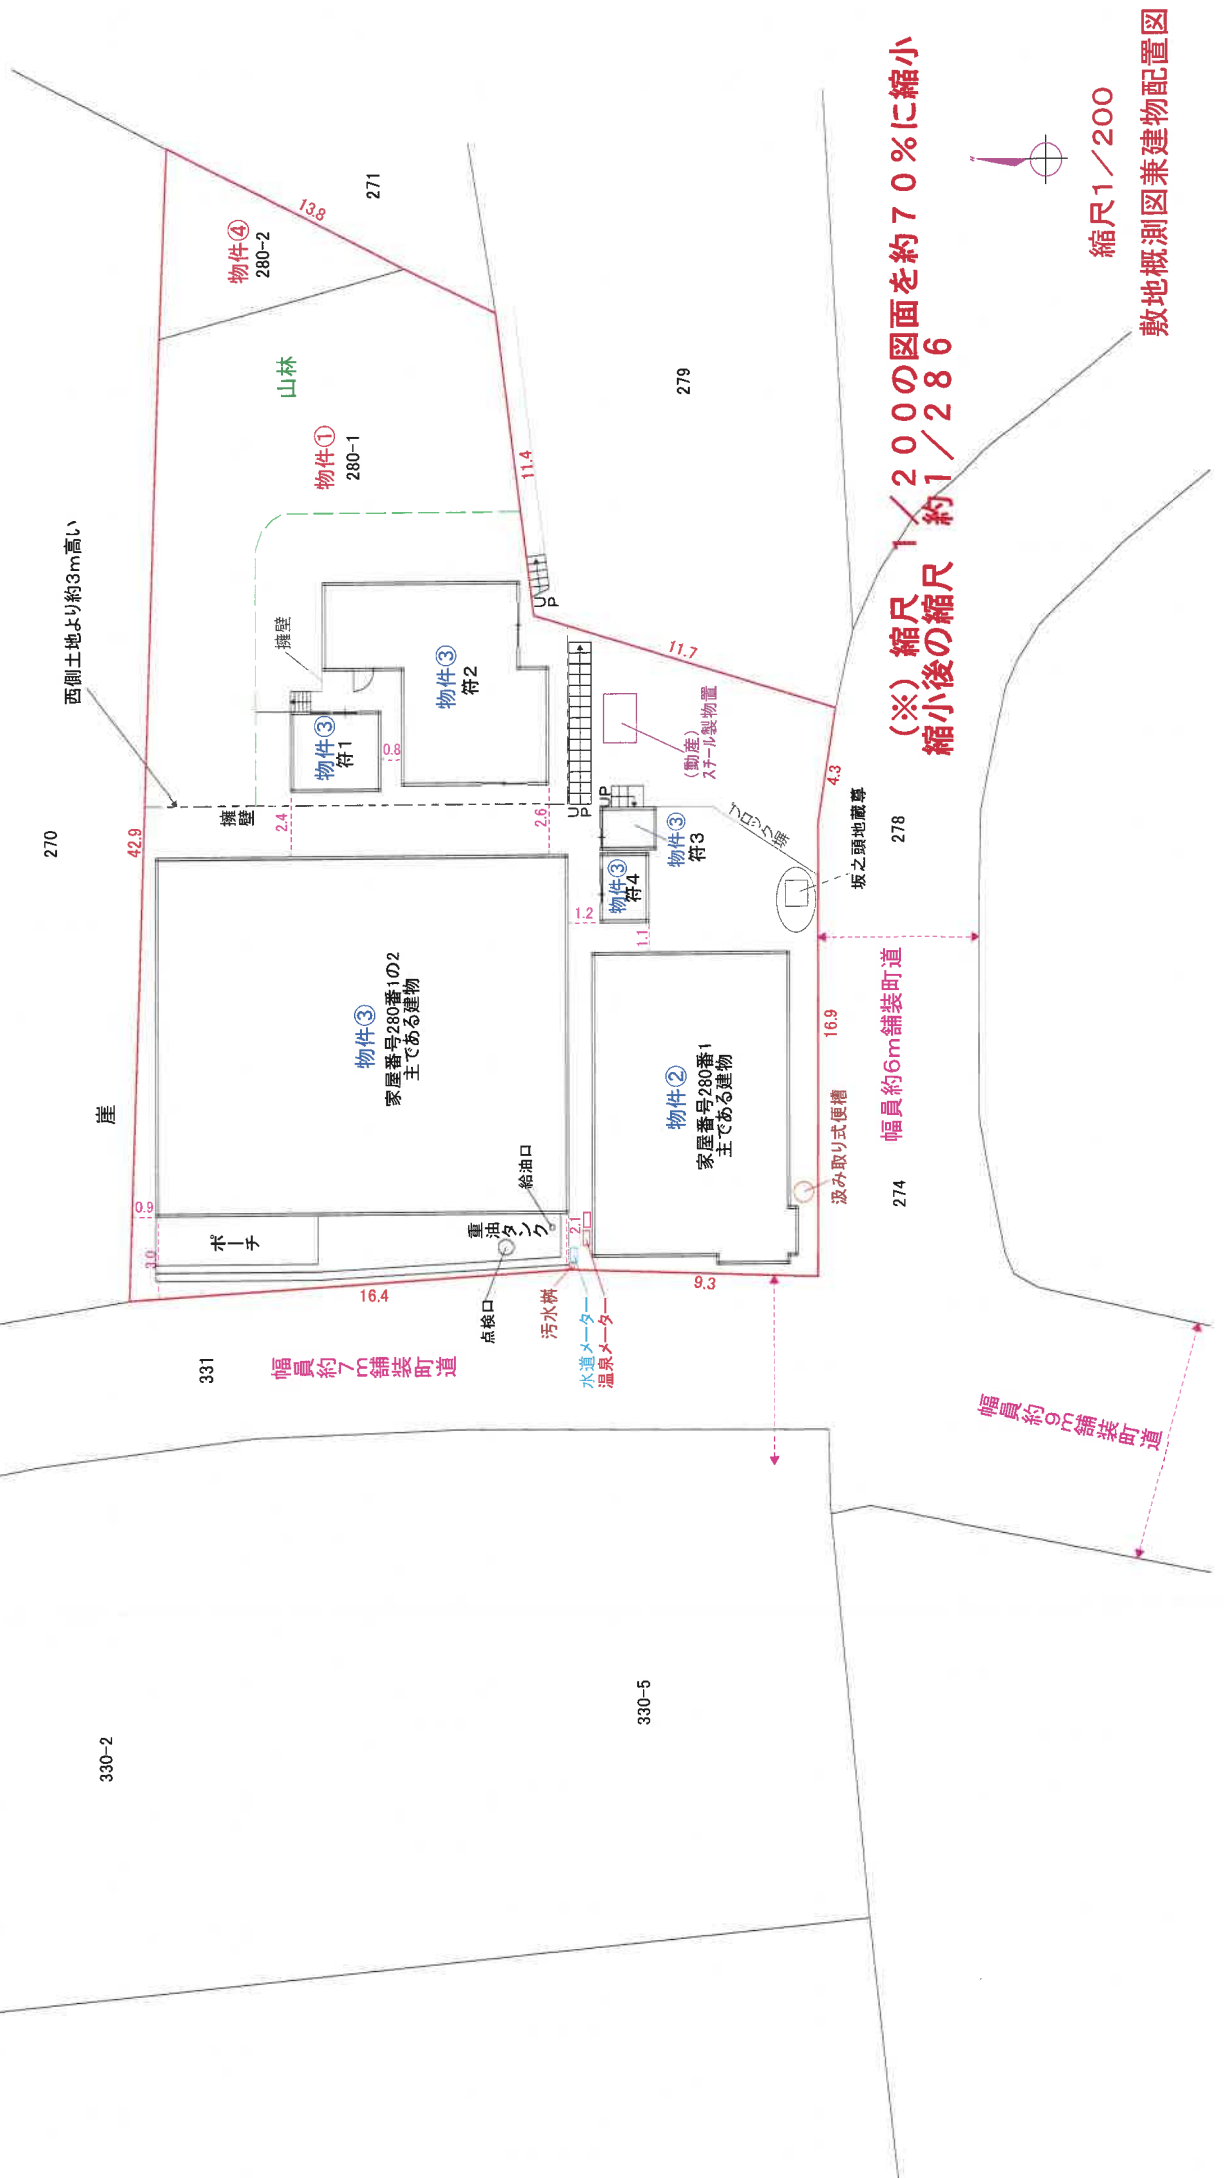 270
崖
42.9
西側土地より約3m高い
物件④
280-2
13.8
271
山林
物件①
280-1
擁壁
擁壁
物件③
符1
0.8
物件③
符2
2.4
2.6
11.4
UP
UP
UP
279
11.7
(動産)
スチール製物置
物件③
符3
物件③
符4
ブロック塀
1.2
1.1
坂之頭地蔵尊
4.3
278
物件③
家屋番号280番1の2
主である建物
0.9
3.0
ポーチ
重油タンク
給油口
点検口
2.1
汚水桝
水道メーター
温泉メーター
16.4
9.3
物件②
家屋番号280番1
主である建物
16.9
汲み取り式便槽
幅員約6m舗装町道
274
331
幅員約7m舗装町道
幅員約9m舗装町道
330-2
330-5
(※)縮尺 1/200の図面を約70%に縮小
縮小後の縮尺 約1/286
縮尺1/200
敷地概測図兼建物配置図